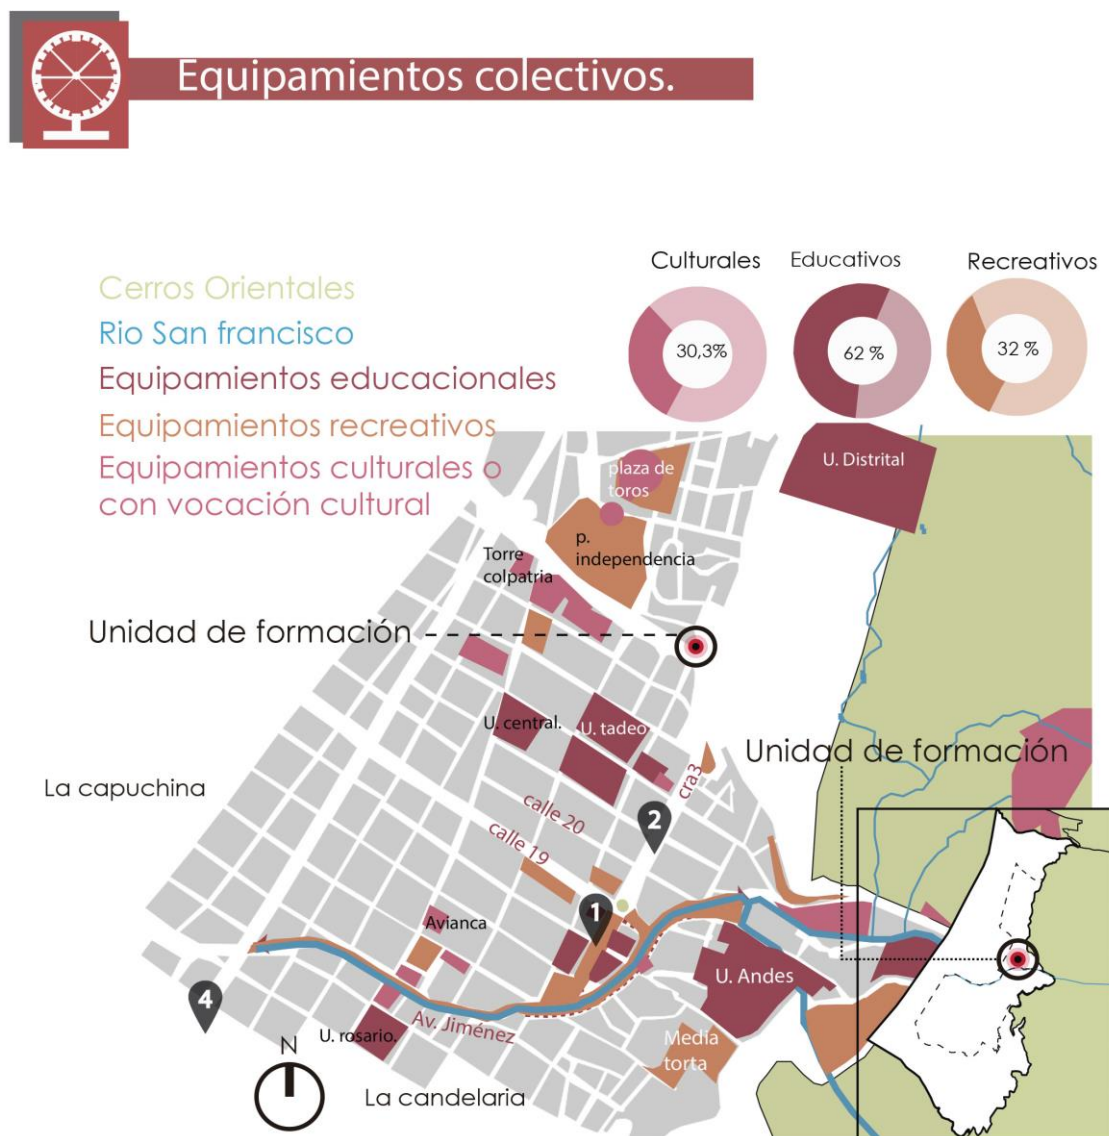 Equipamientos colectivos.
Culturales
Educativos
Recreativos
30,3%
62 %
32 %
Cerros Orientales
Rio San francisco
Equipamientos educacionales
Equipamientos recreativos
Equipamientos culturales o
con vocación cultural
U. Distrital
plaza de
toros
p.
independencia
Torre
colpatria
Unidad de formación
U. central.
U. tadeo
cra3
Unidad de formación
La capuchina
calle 20
calle 19
2
1
Avianca
U. Andes
4
Av. Jiménez
U. rosario.
Media
torta
N
La candelaria